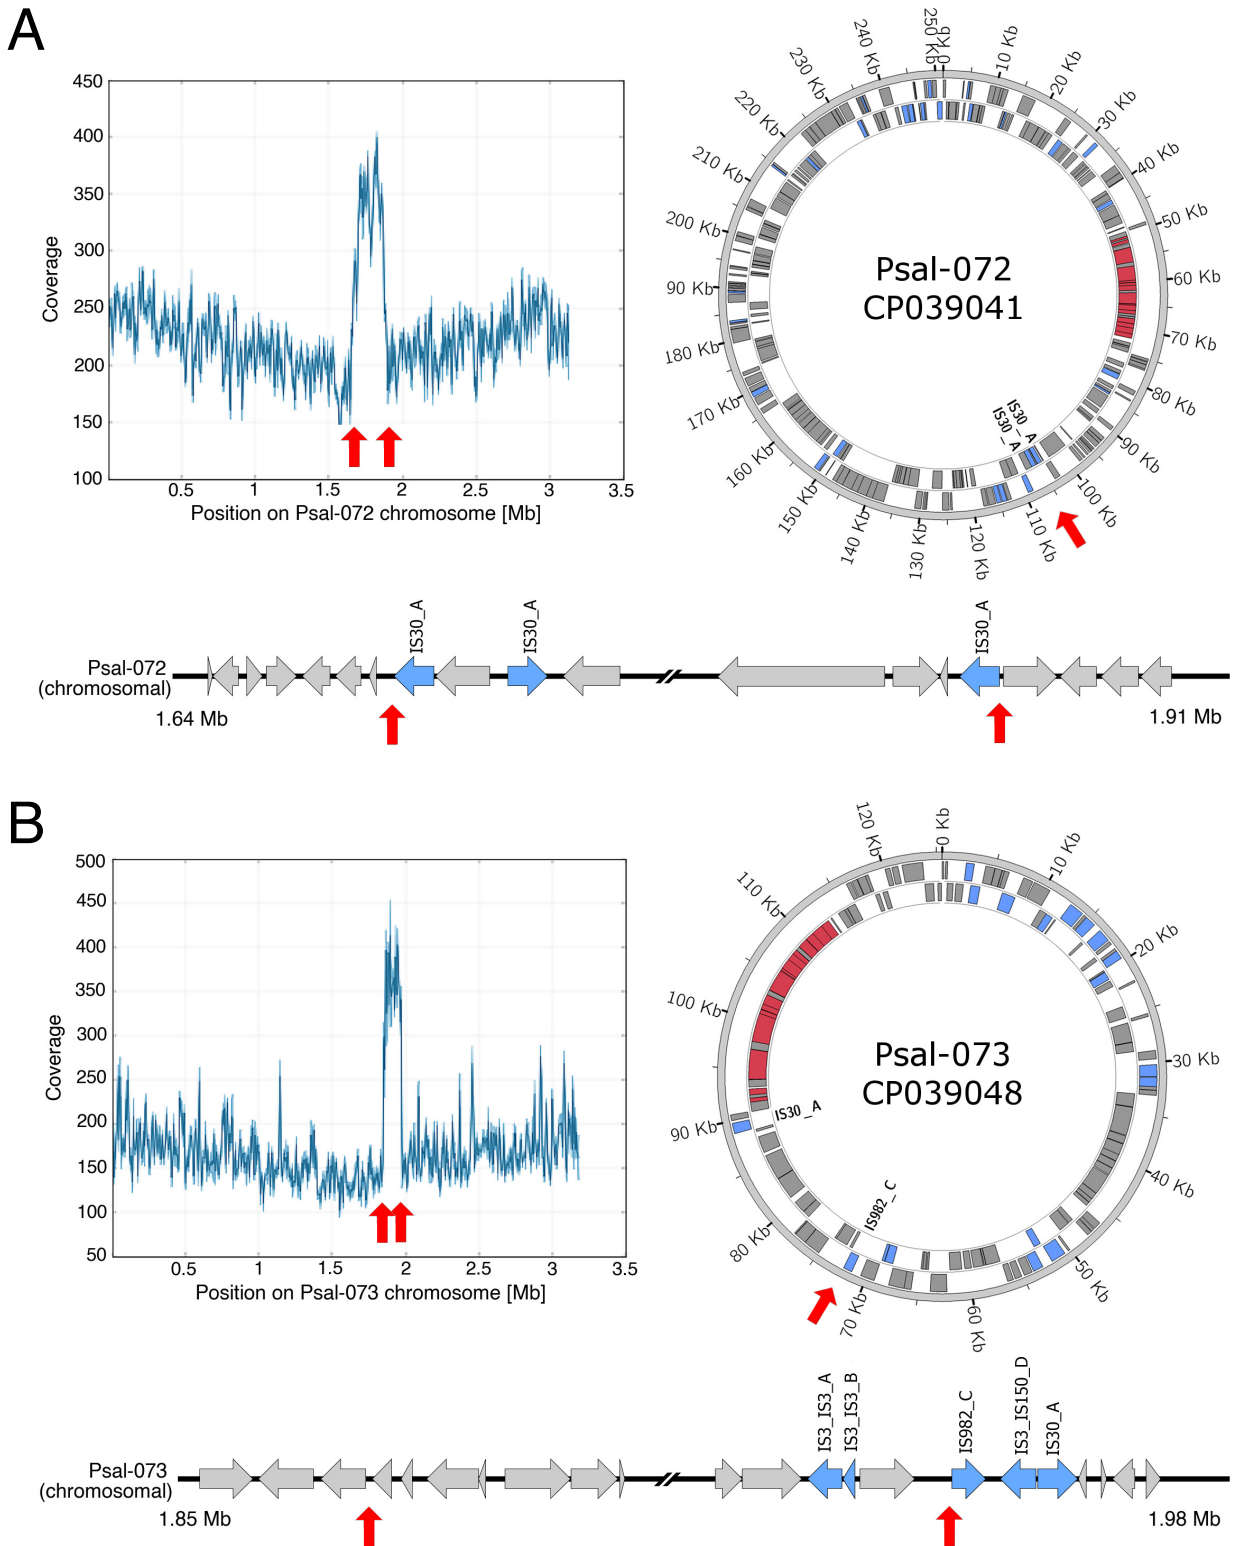 A
450
400
350
300
250
200
150
100
0.5
1
1.5
2
2.5
3
3.5
Coverage
Position on Psal-072 chromosome [Mb]
Psal-072
CP039041
0 Kb
10 Kb
20 Kb
30 Kb
40 Kb
50 Kb
60 Kb
70 Kb
80 Kb
90 Kb
100 Kb
110 Kb
120 Kb
130 Kb
140 Kb
150 Kb
160 Kb
170 Kb
180 Kb
90 Kb
200 Kb
210 Kb
220 Kb
230 Kb
240 Kb
250 Kb
IS30_A
IS30_A
IS30_A
IS30_A
IS30_A
Psal-072
(chromosomal)
1.64 Mb
1.91 Mb
B
500
450
400
350
300
250
200
150
100
50
0.5
1
1.5
2
2.5
3
3.5
Coverage
Position on Psal-073 chromosome [Mb]
Psal-073
CP039048
0 Kb
10 Kb
20 Kb
30 Kb
40 Kb
50 Kb
60 Kb
70 Kb
80 Kb
90 Kb
100 Kb
110 Kb
120 Kb
IS30_A
IS982_C
IS3_IS3_A
IS3_IS3_B
IS982_C
IS3_IS150_D
IS30_A
Psal-073
(chromosomal)
1.85 Mb
1.98 Mb